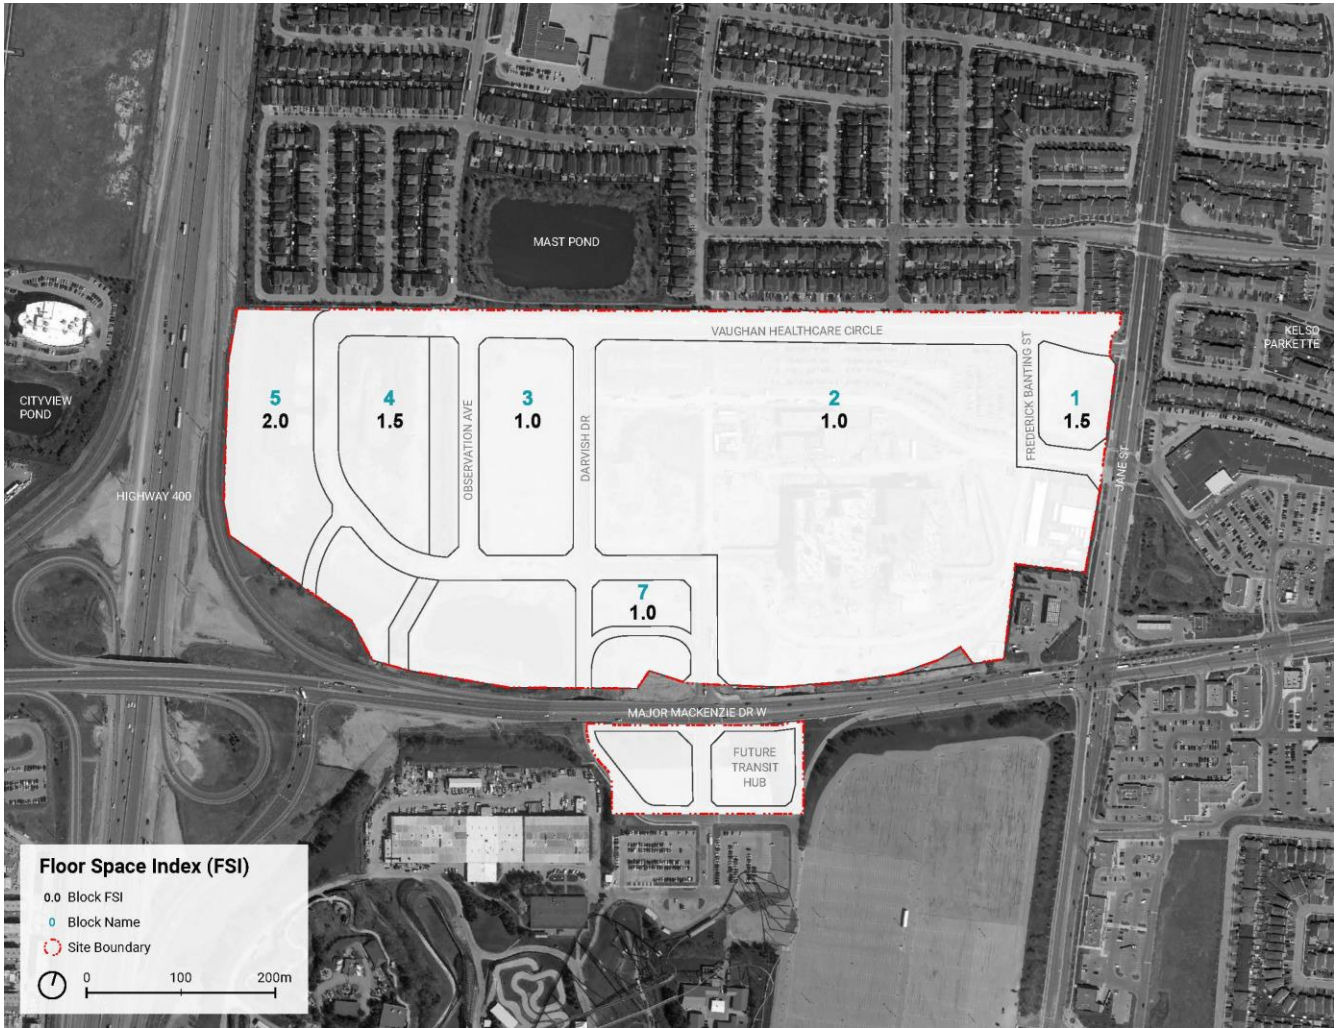 MAST POND
VAUGHAN HEALTHCARE CIRCLE
KELSO
PARKETTE
FREDERICK BANTING ST
CITYVIEW
POND
5
2.0
4
1.5
3
1.0
2
1.0
1
1.5
OBSERVATION AVE
DARVISH DR
JANE ST
HIGHWAY 400
7
1.0
MAJOR MACKENZIE DR W
FUTURE
TRANSIT
HUB
Floor Space Index (FSI)
0.0 Block FSI
0 Block Name
Site Boundary
0 100 200m